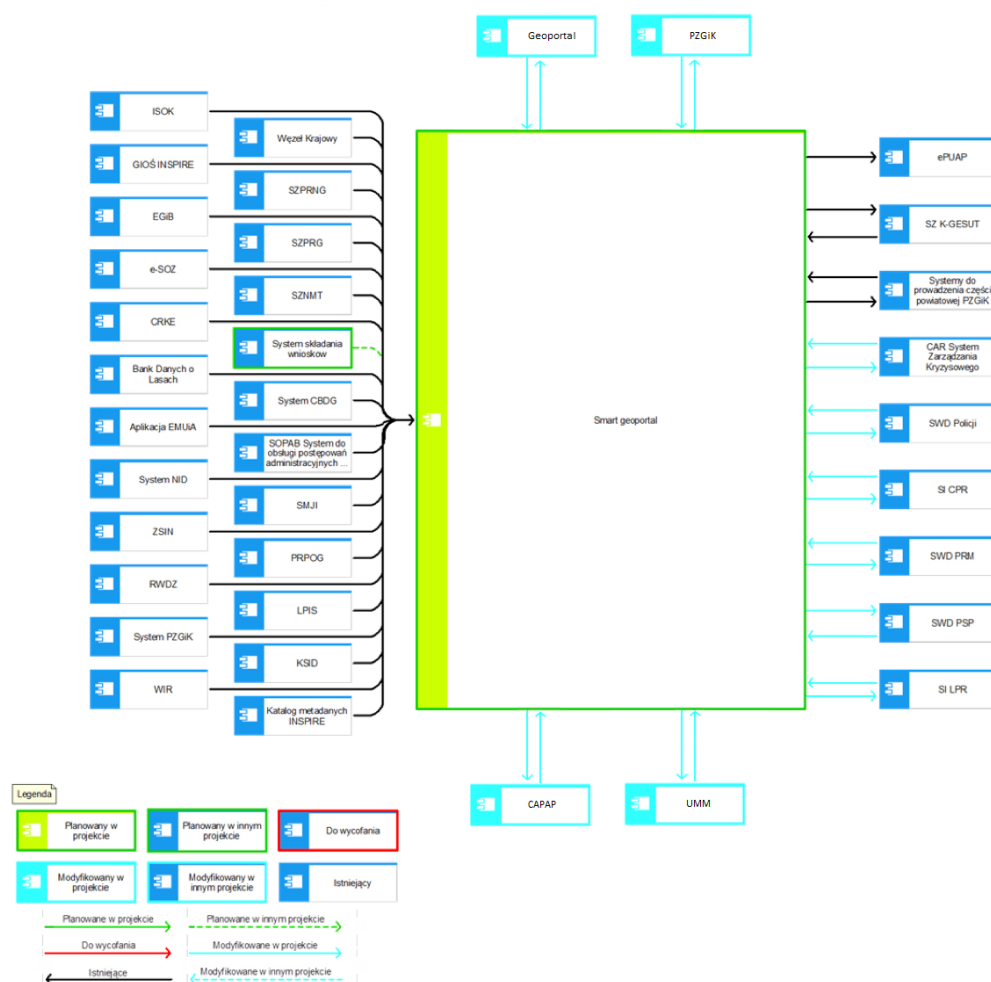 Geoportal
PZGiK
ISOK
Węzeł Krajowy
GIOŚ INSPIRE
SZPRNG
EGiB
SZPRG
e-SOZ
SZNMT
CRKE
System składania
wniosków
Bank Danych o
Lasach
System CBDG
Aplikacja EMUiA
SOPAB System do
obsługi postępowań
administracyjnych ...
System NID
SMJI
ZSIN
PRPOG
RWDZ
LPIS
System PZGiK
KSID
WIR
Katalog metadanych
INSPIRE
Smart geoportal
ePUAP
SZ K-GESUT
Systemy do
prowadzenia części
powiatowej PZGiK
CAR System
Zarządzania
Kryzysowego
SWD Policji
SI CPR
SWD PRM
SWD PSP
SI LPR
CAPAP
UMM
Legenda
Planowany w
projekcie
Planowany w innym
projekcie
Do wycofania
Modyfikowany w
projekcie
Modyfikowany w
innym projekcie
Istniejący
Planowane w projekcie
Planowane w innym projekcie
Do wycofania
Modyfikowane w projekcie
Istniejące
Modyfikowane w innym projekcie